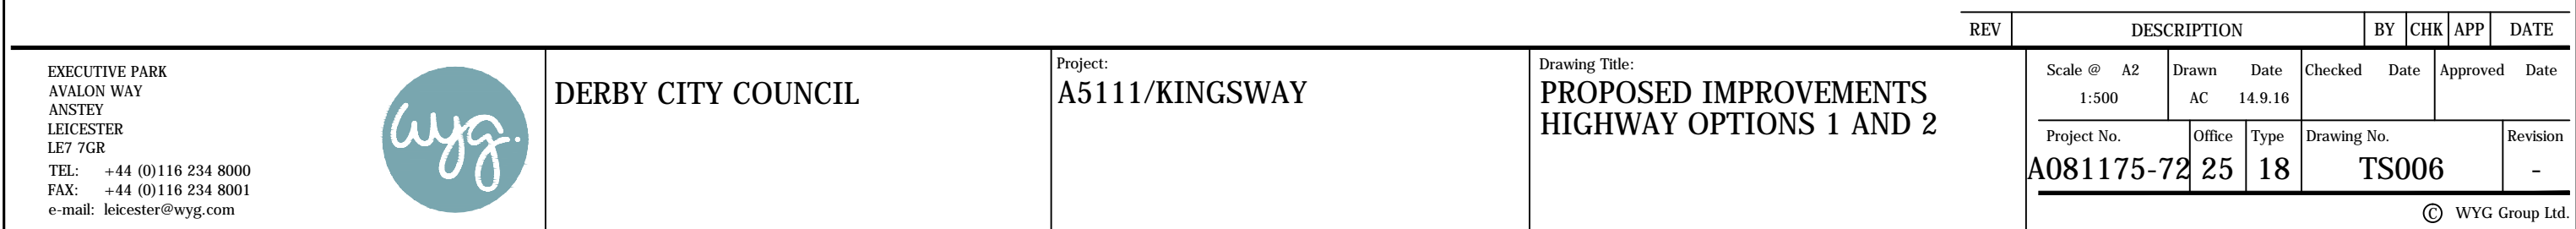 REV DESCRIPTION BY CHK APP DATE
EXECUTIVE PARK
AVALON WAY
ANSTEY
LEICESTER
LE7 7GR
TEL: +44 (0)116 234 8000
FAX: +44 (0)116 234 8001
e-mail: leicester@wyg.com
wyg.
DERBY CITY COUNCIL
Project:
A5111/KINGSWAY
Drawing Title:
PROPOSED IMPROVEMENTS
HIGHWAY OPTIONS 1 AND 2
Scale @ A2 Drawn Date Checked Date Approved Date
1:500 AC 14.9.16
Project No. Office Type Drawing No. Revision
A081175-72 25 18 TS006 -
© WYG Group Ltd.